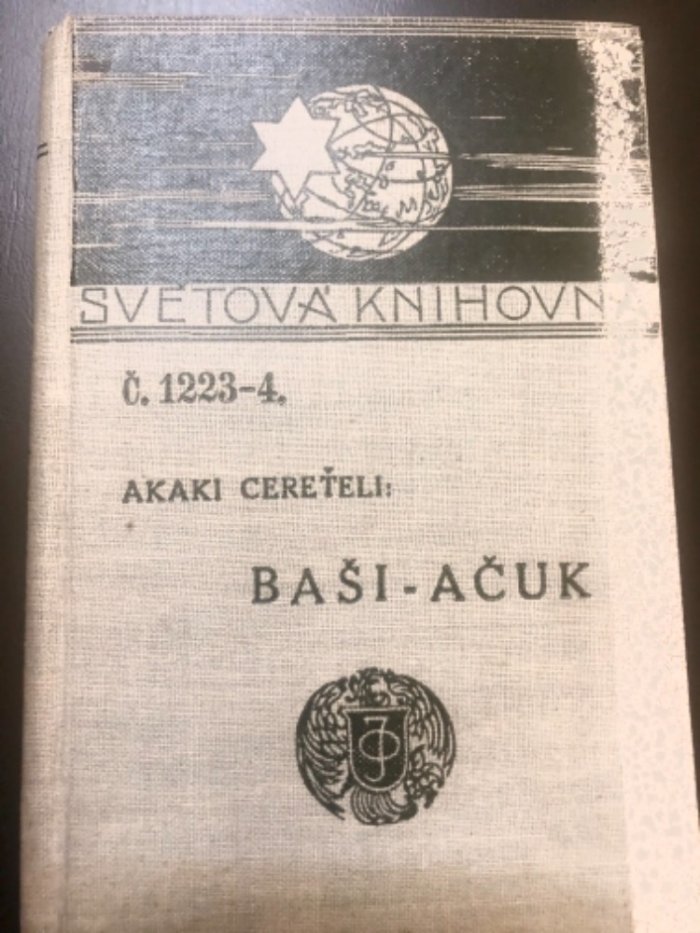 SVĚTOVÁ KNIHOVN
Č. 1223-4.
AKAKI CEREŤELI:
BAŠI-AČUK